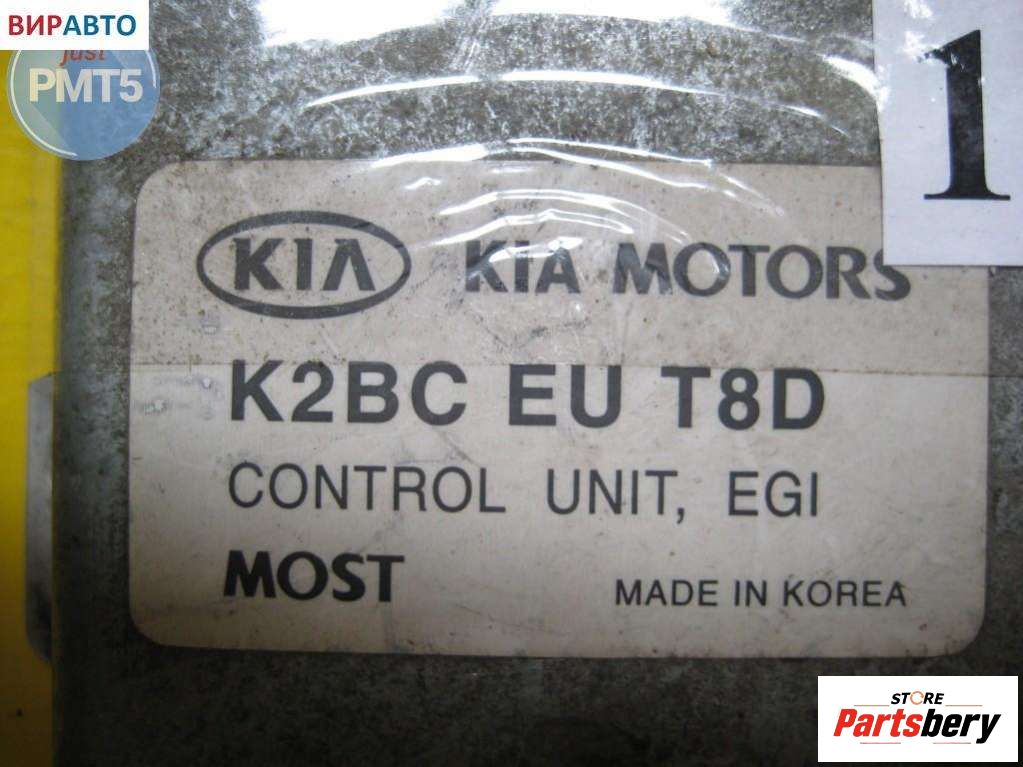 ВИРАВТО
just
PMT5
1
KIA KIA MOTORS
K2BC EU T8D
CONTROL UNIT, EGI
MOST MADE IN KOREA
STORE
Partsbery